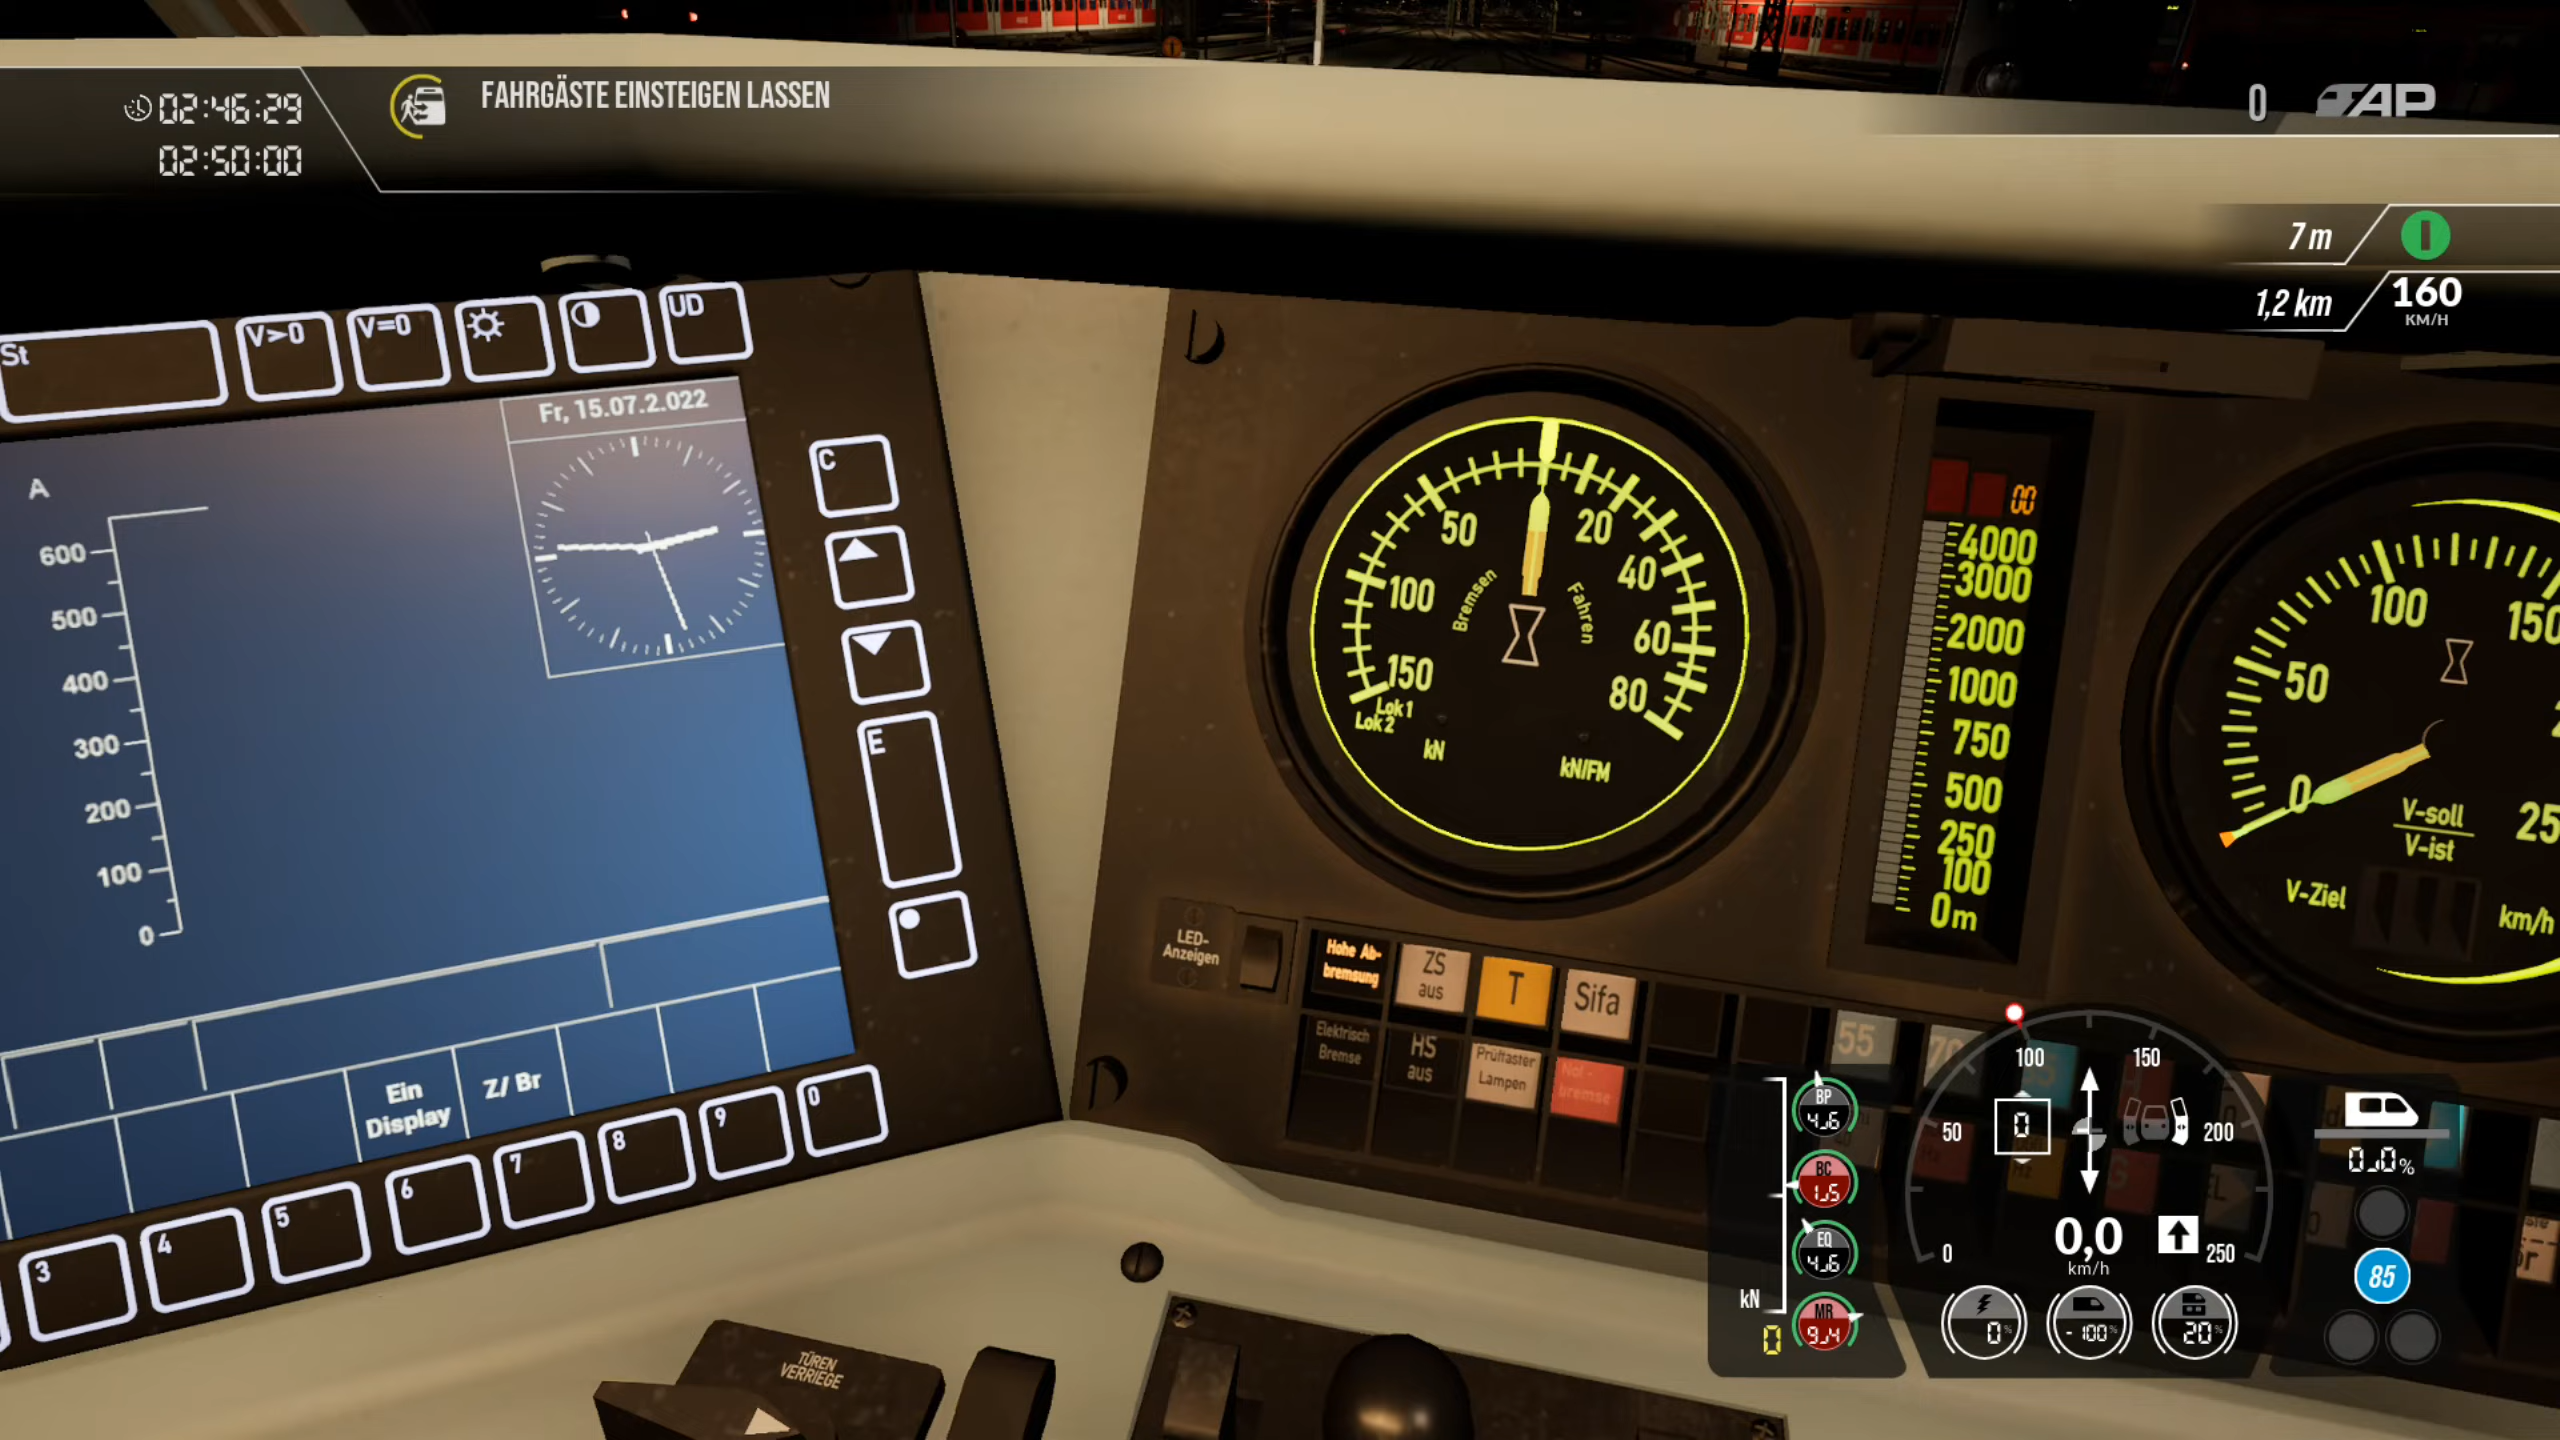 02:46:29
02:50:00
FAHRGÄSTE EINSTEIGEN LASSEN
0 AP
7 m
1,2 km
160
KM/H
St
V>0
V=0
UD
Fr, 15.07.2.022
A
600
500
400
300
200
100
0
C
E
Ein
Display
Z/ Br
3
4
5
6
7
8
9
0
50
100
150
Lok 1
Lok 2
kN
Bremsen
Fahren
20
40
60
80
kN/FM
00
4000
3000
2000
1000
750
500
250
100
0m
0
50
100
150
V-soll
V-ist
V-Ziel
km/h
LED-
Anzeigen
Hohe Ab-
bremsung
ZS
aus
T
Sifa
Elektrisch
Bremse
HS
aus
Prüftaster
Lampen
Not-
bremse
55
70
TÜREN
VERRIEGE
BP
4.6
BC
1.5
EQ
4.6
MR
9.4
kN
0
0
50
100
150
200
250
0
0,0
km/h
0%
-100%
20%
0.0%
85